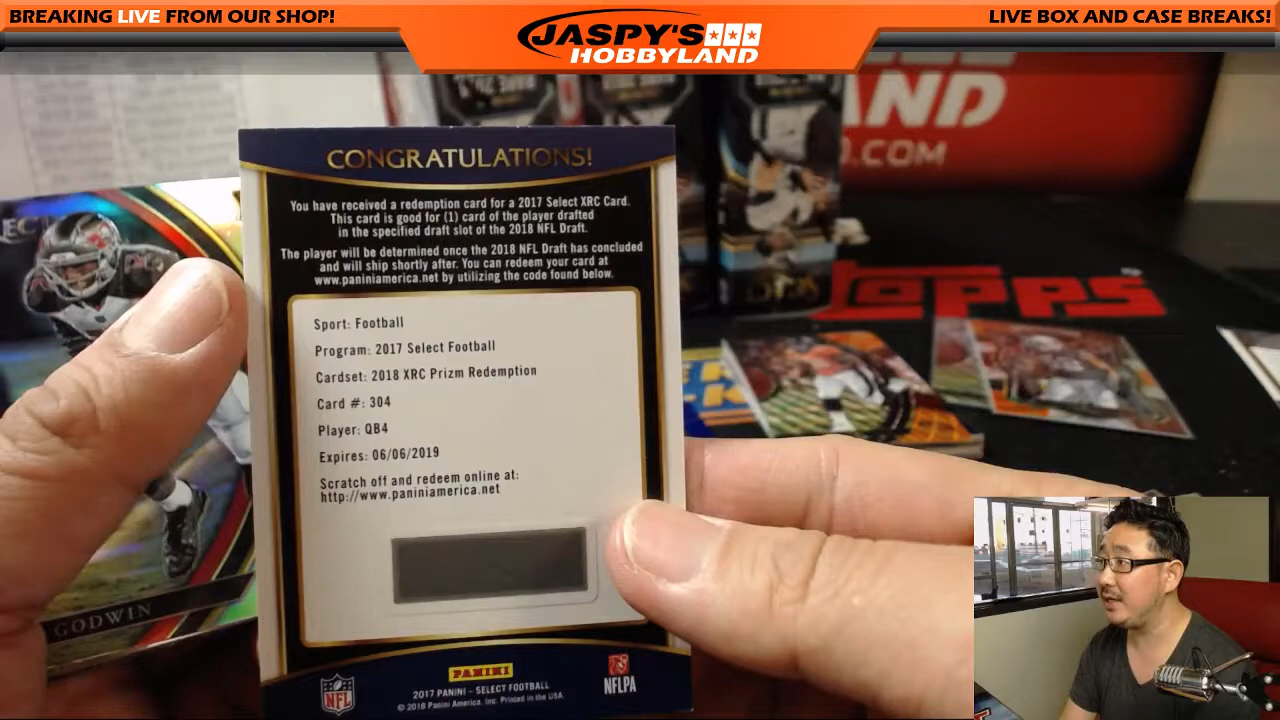 BREAKING LIVE FROM OUR SHOP!
JASPY'S
HOBBYLAND
LIVE BOX AND CASE BREAKS!
AND
.COM
CONGRATULATIONS!
You have received a redemption card for a 2017 Select XRC Card.
This card is good for (1) card of the player drafted
in the specified draft slot of the 2018 NFL Draft.
The player will be determined once the 2018 NFL Draft has concluded
and will ship shortly after. You can redeem your card at
www.paniniamerica.net by utilizing the code found below.
Sport: Football
Program: 2017 Select Football
Cardset: 2018 XRC Prizm Redemption
Card #: 304
Player: QB4
Expires: 06/06/2019
Scratch off and redeem online at:
http://www.paniniamerica.net
PANINI
2017 PANINI - SELECT FOOTBALL
© 2018 Panini America, Inc. Printed in the USA
NFL
NFLPA
GODWIN
topps